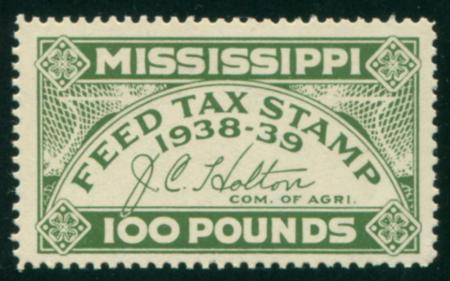 MISSISSIPPI
FEED TAX STAMP
1938-39
J. C. Holton
COM. OF AGRI.
100 POUNDS